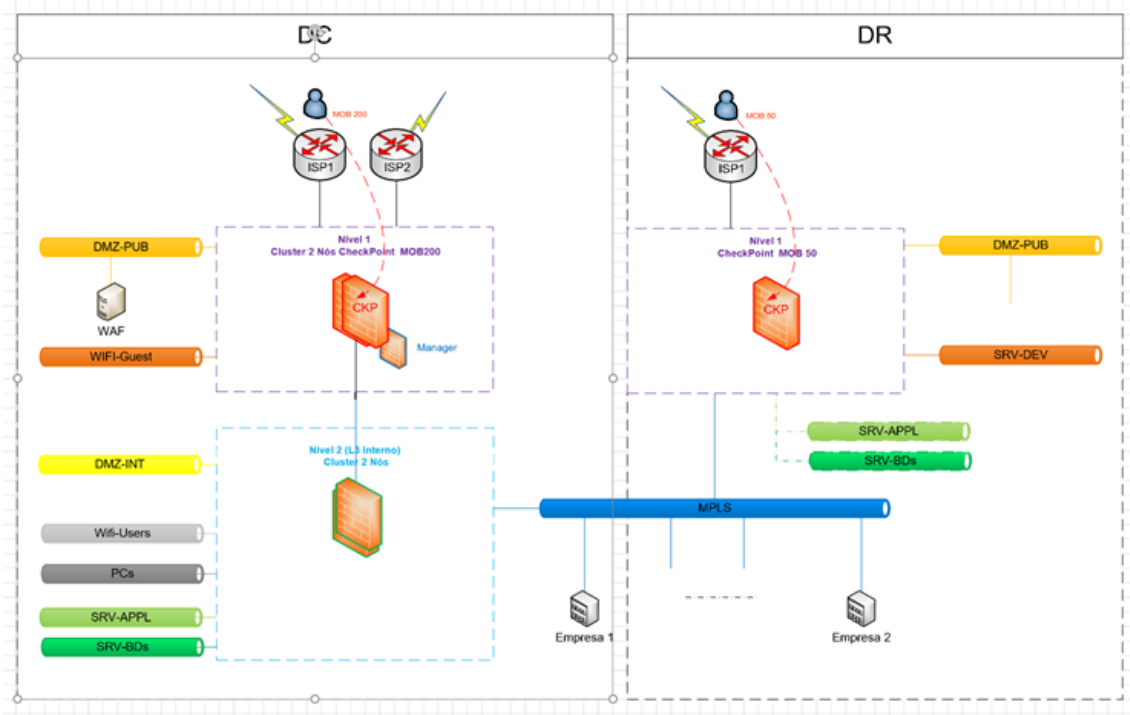 DC
DR
MOB 200
ISP1
ISP2
MOB 50
ISP1
Nivel 1
Cluster 2 Nós CheckPoint MOB200
CKP
Manager
DMZ-PUB
WAF
WIFI-Guest
Nivel 2 (L3 Interno)
Cluster 2 Nós
DMZ-INT
Wifi-Users
PCs
SRV-APPL
SRV-BDs
Nivel 1
CheckPoint MOB 50
CKP
DMZ-PUB
SRV-DEV
SRV-APPL
SRV-BDs
MPLS
Empresa 1
Empresa 2